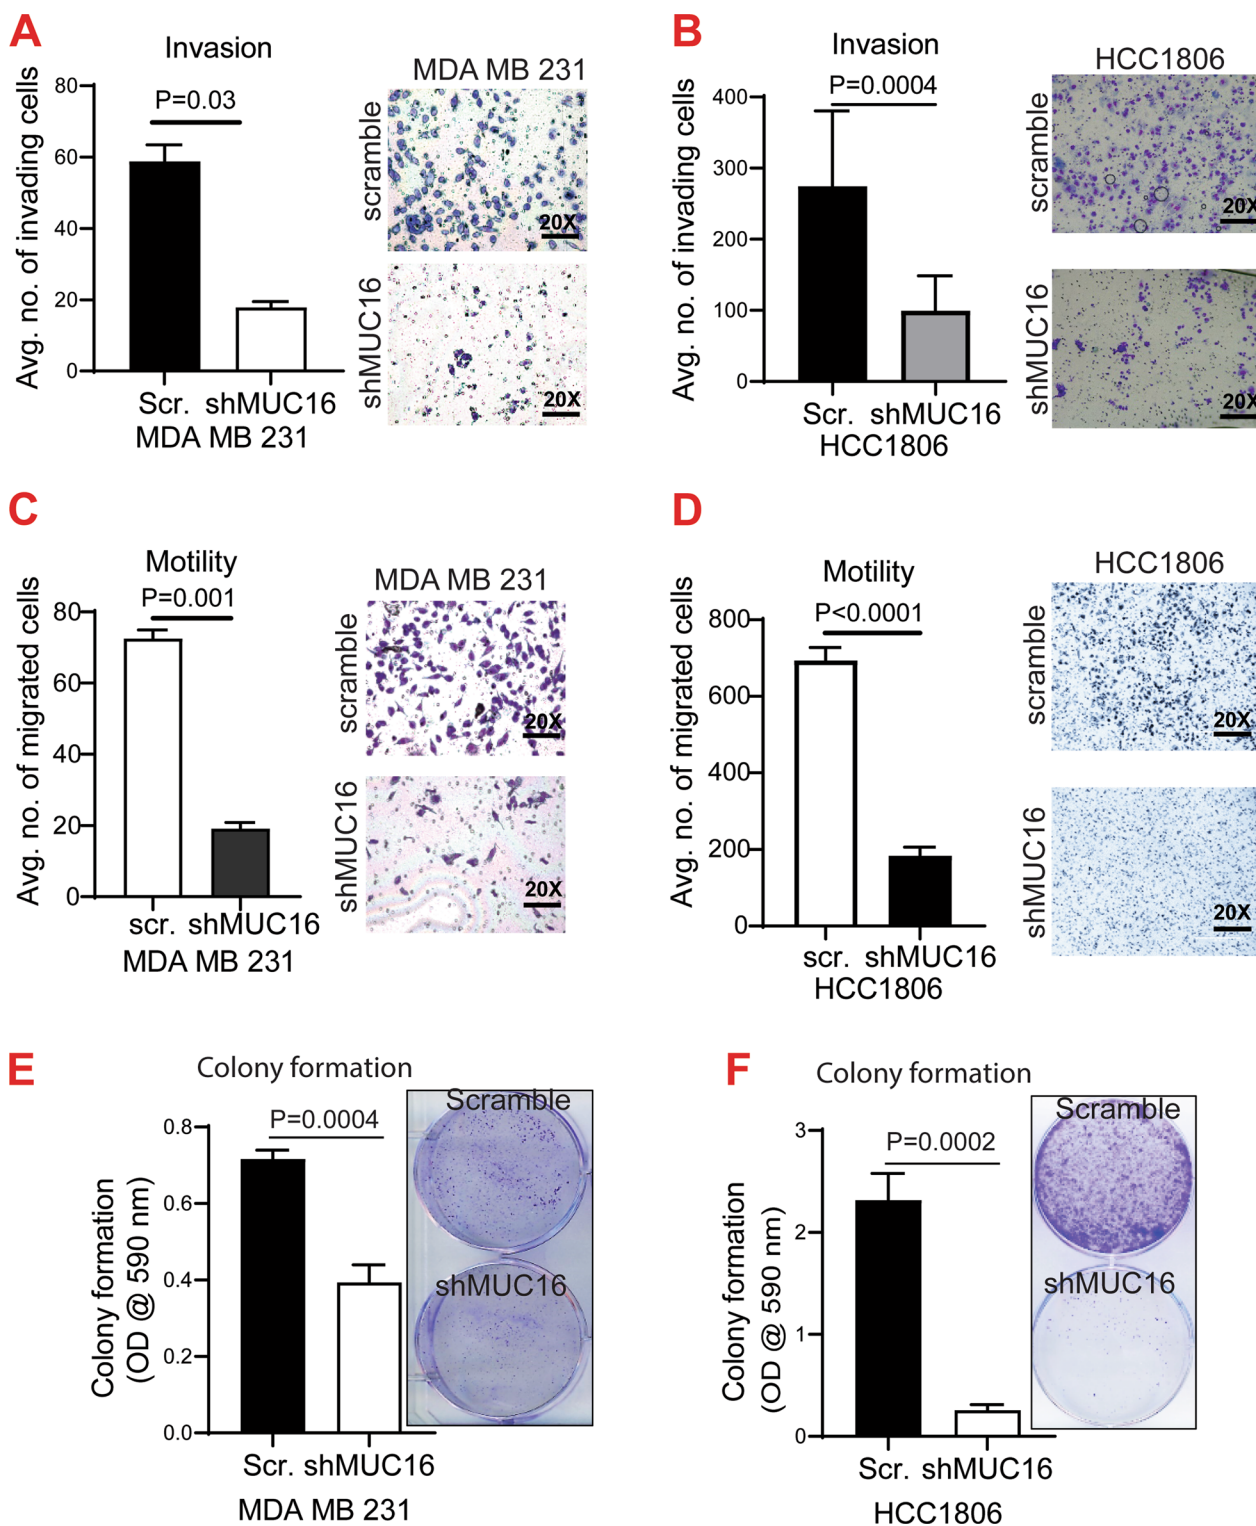 A
Invasion
P=0.03
Avg. no. of invading cells
80
60
40
20
0
Scr. shMUC16
MDA MB 231
MDA MB 231
scramble
20X
shMUC16
20X
B
Invasion
P=0.0004
Avg. no. of invading cells
400
300
200
100
0
Scr. shMUC16
HCC1806
HCC1806
scramble
20X
shMUC16
20X
C
Motility
P=0.001
Avg. no. of migrated cells
80
60
40
20
0
scr. shMUC16
MDA MB 231
MDA MB 231
scramble
20X
shMUC16
20X
D
Motility
P<0.0001
Avg. no. of migrated cells
800
600
400
200
0
scr. shMUC16
HCC1806
HCC1806
scramble
20X
shMUC16
20X
E
Colony formation
P=0.0004
Colony formation
(OD @ 590 nm)
0.8
0.6
0.4
0.2
0.0
Scr. shMUC16
MDA MB 231
Scramble
shMUC16
F
Colony formation
P=0.0002
Colony formation
(OD @ 590 nm)
3
2
1
0
Scr. shMUC16
HCC1806
Scramble
shMUC16